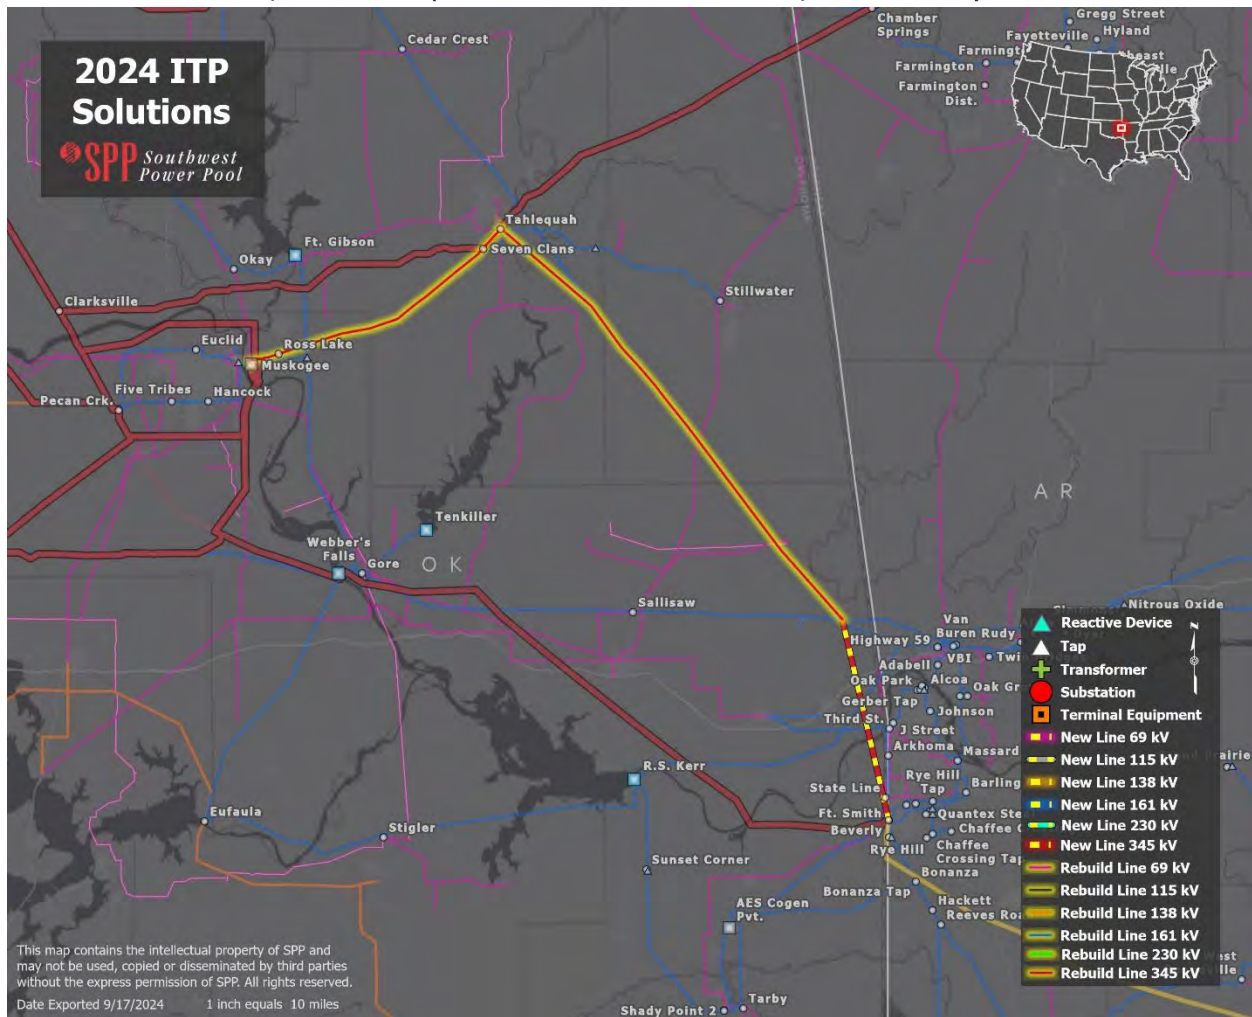 2024 ITP
Solutions
SPP Southwest
Power Pool
Cedar Crest
Chamber
Springs
Gregg Street
Fayetteville
Hyland
Farmington
Farmington
Dist.
Tahlequah
Seven Clans
Ft. Gibson
Okay
Stillwater
Clarksville
Euclid
Ross Lake
Muskogee
Five Tribes
Hancock
Pecan Crk.
AR
Tenkiller
Webber's
Falls
Gore
OK
Sallisaw
Nitrous Oxide
Van
Buren Rudy
Highway 59
VBI
Adabell
Oak Park
Alcoa
Oak Gr
Gerber Tap
Johnson
Third St.
J Street
Arkhoma
Massard
R.S. Kerr
Rye Hill
Tap
State Line
Barling
Ft. Smith
Quantex Ste
Beverly
Chaffee
Rye Hill
Chaffee
Crossing Tap
Eufaula
Stigler
Sunset Corner
Bonanza
Bonanza Tap
AES Cogen
Pvt.
Hackett
Reeves Roa
Tarby
Shady Point 2
N
Reactive Device
Tap
Transformer
Substation
Terminal Equipment
New Line 69 kV
New Line 115 kV
New Line 138 kV
New Line 161 kV
New Line 230 kV
New Line 345 kV
Rebuild Line 69 kV
Rebuild Line 115 kV
Rebuild Line 138 kV
Rebuild Line 161 kV
Rebuild Line 230 kV
Rebuild Line 345 kV
This map contains the intellectual property of SPP and
may not be used, copied or disseminated by third parties
without the express permission of SPP. All rights reserved.
Date Exported 9/17/2024 1 inch equals 10 miles